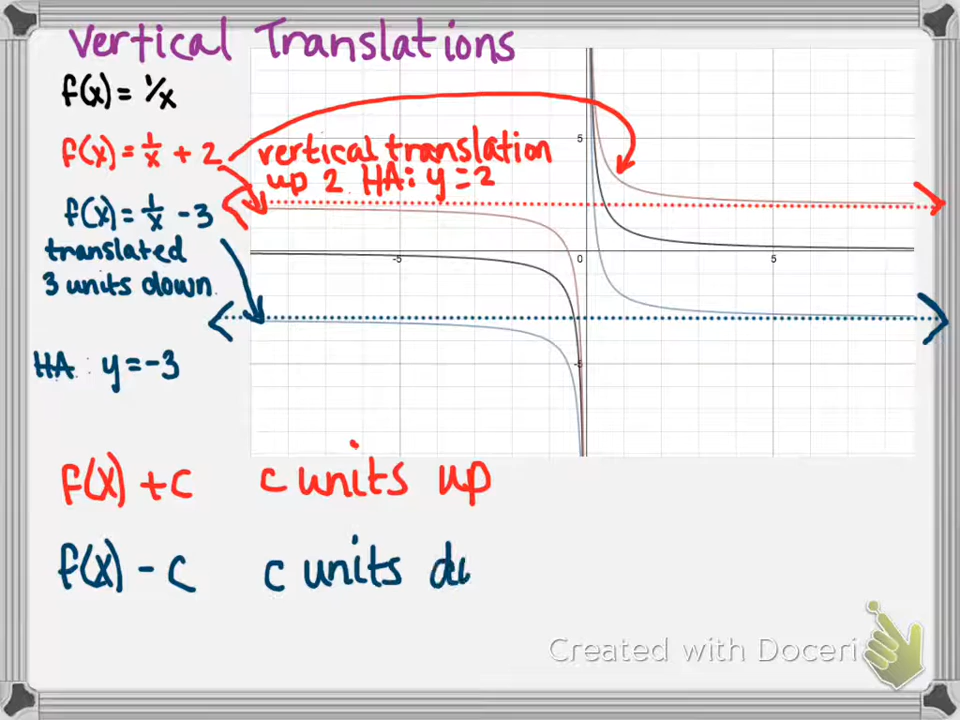 Vertical Translations
f(x) = 1/x
f(x) = 1/x + 2
vertical translation
up 2 HA: y = 2
f(x) = 1/x - 3
translated
3 units down
HA: y = -3
5
-5
0
5
-5
f(x) + c c units up
f(x) - c c units do
Created with Doceri